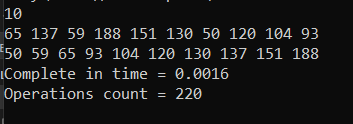 10
65 137 59 188 151 130 50 120 104 93
50 59 65 93 104 120 130 137 151 188
Complete in time = 0.0016
Operations count = 220